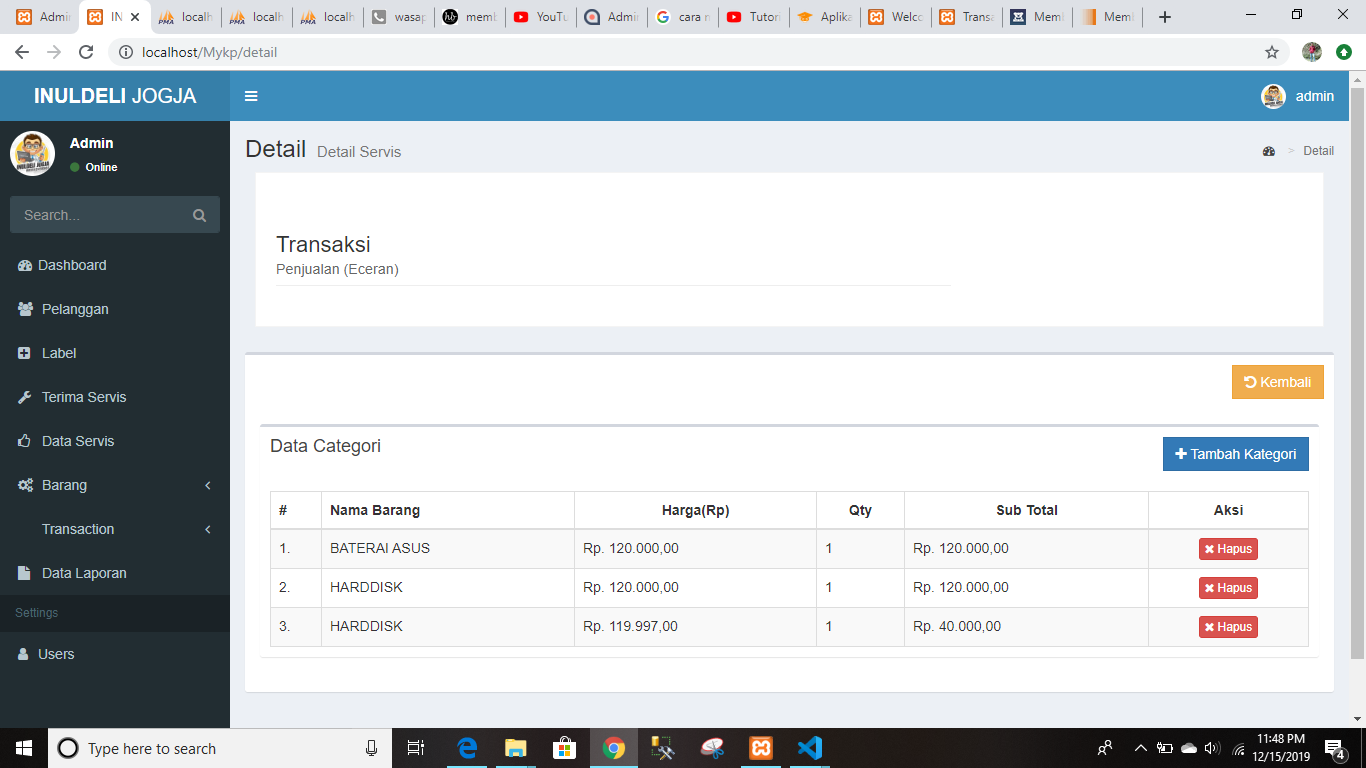 Admin
IN
localh
localh
localh
wasap
memb
YouTu
Admin
cara n
Tutori
Aplika
Welco
Transa
Memb
Memb
localhost/Mykp/detail
INULDELI JOGJA
admin
Admin
Online
Search...
Dashboard
Pelanggan
Label
Terima Servis
Data Servis
Barang
Transaction
Data Laporan
Settings
Users
Detail Detail Servis
> Detail
Transaksi
Penjualan (Eceran)
Kembali
Data Categori
Tambah Kategori
# Nama Barang Harga(Rp) Qty Sub Total Aksi
1. BATERAI ASUS Rp. 120.000,00 1 Rp. 120.000,00 Hapus
2. HARDDISK Rp. 120.000,00 1 Rp. 120.000,00 Hapus
3. HARDDISK Rp. 119.997,00 1 Rp. 40.000,00 Hapus
Type here to search
11:48 PM
12/15/2019
4